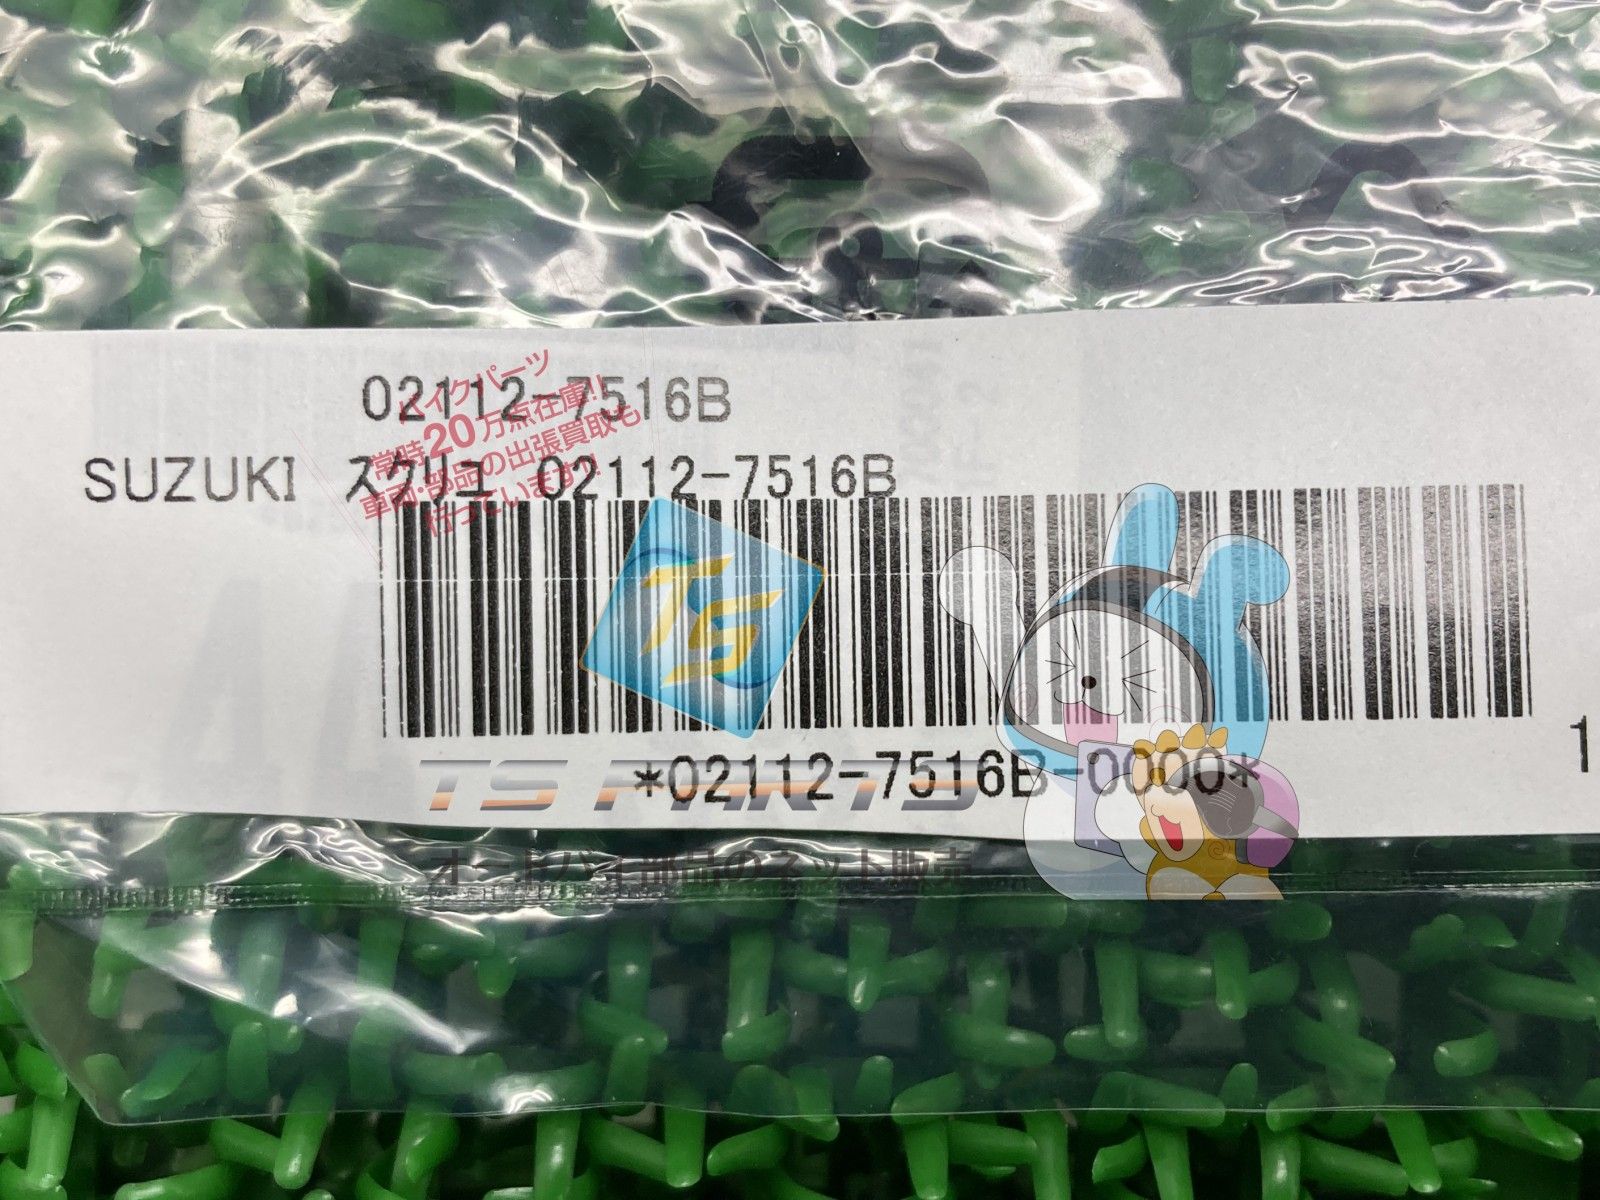 02112-7516B
バイクパーツ
常時20万点在庫!!
車両・部品の出張買取も
行っています!!
SUZUKI スクリュ 02112-7516B
TS
*02112-7516B-0000*
1
TS PARTS
オートバイ部品のネット販売